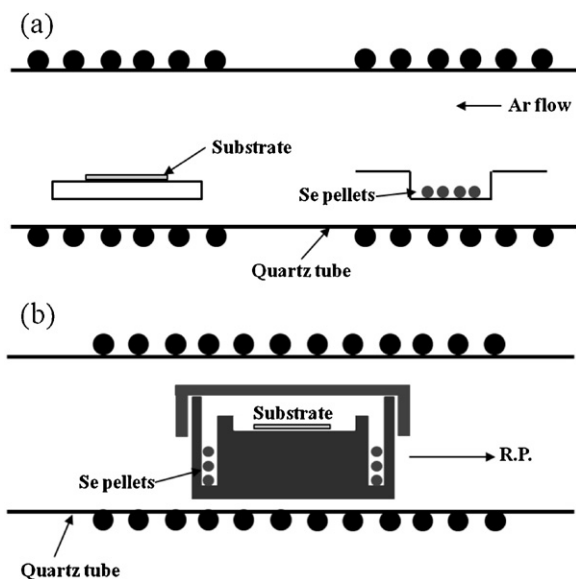 (a)
Ar flow
Substrate
Se pellets
Quartz tube
(b)
Substrate
Se pellets
R.P.
Quartz tube